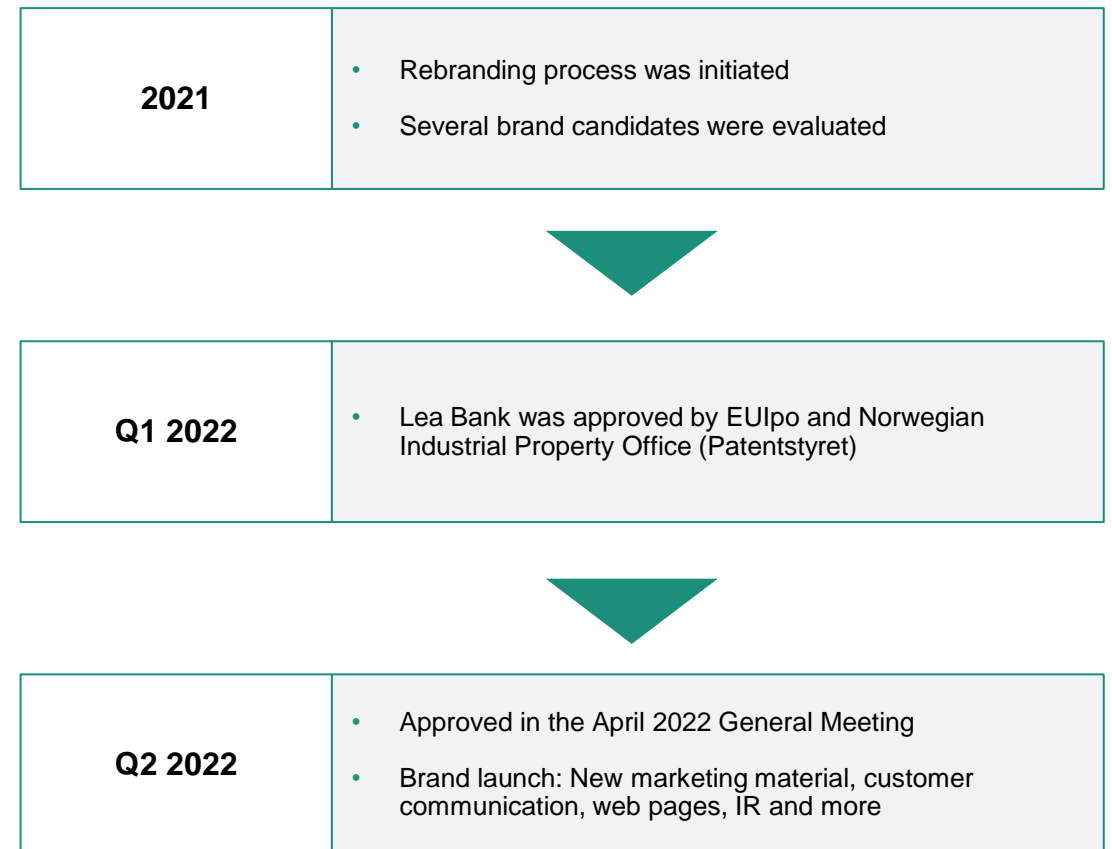 2021
• Rebranding process was initiated
• Several brand candidates were evaluated
Q1 2022
• Lea Bank was approved by EUIpo and Norwegian
Industrial Property Office (Patentstyret)
Q2 2022
• Approved in the April 2022 General Meeting
• Brand launch: New marketing material, customer
communication, web pages, IR and more